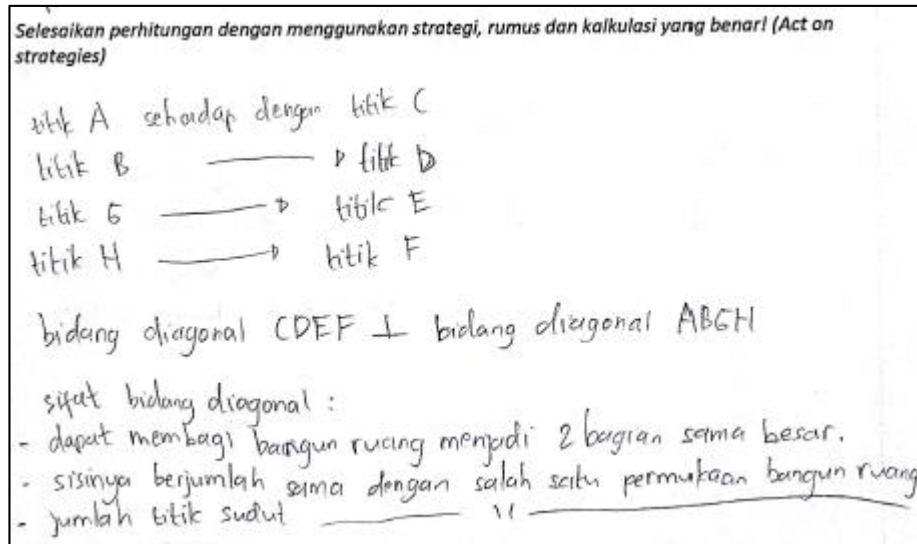 Selesaikan perhitungan dengan menggunakan strategi, rumus dan kalkulasi yang benar! (Act on
strategies)
titik A sehadap dengan titik C
titik B → titik D
titik G → titik E
titik H → titik F
bidang diagonal CDEF ⊥ bidang diagonal ABGH
sifat bidang diagonal :
- dapat membagi bangun ruang menjadi 2 bagian sama besar.
- sisinya berjumlah sama dengan salah satu permukaan bangun ruang
- jumlah titik sudut —— 11 ——